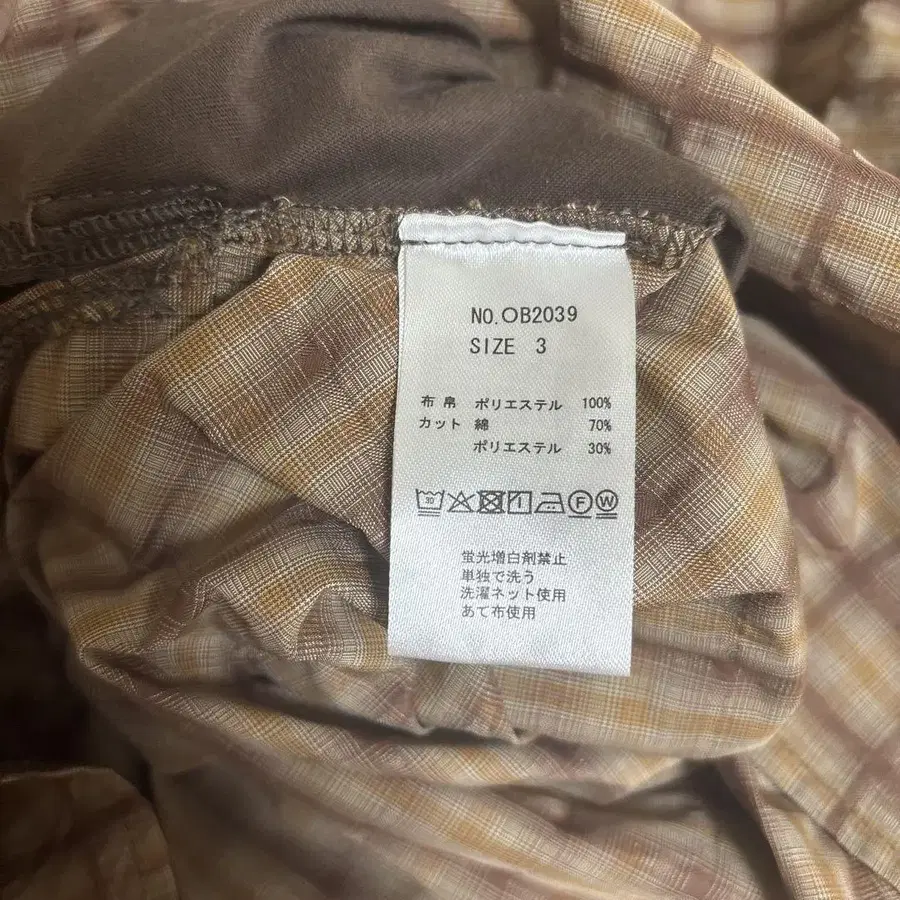 NO.OB2039
SIZE 3
布帛 ポリエステル 100%
カット 綿 70%
ポリエステル 30%
30 F W
蛍光増白剤禁止
単独で洗う
洗濯ネット使用
あて布使用